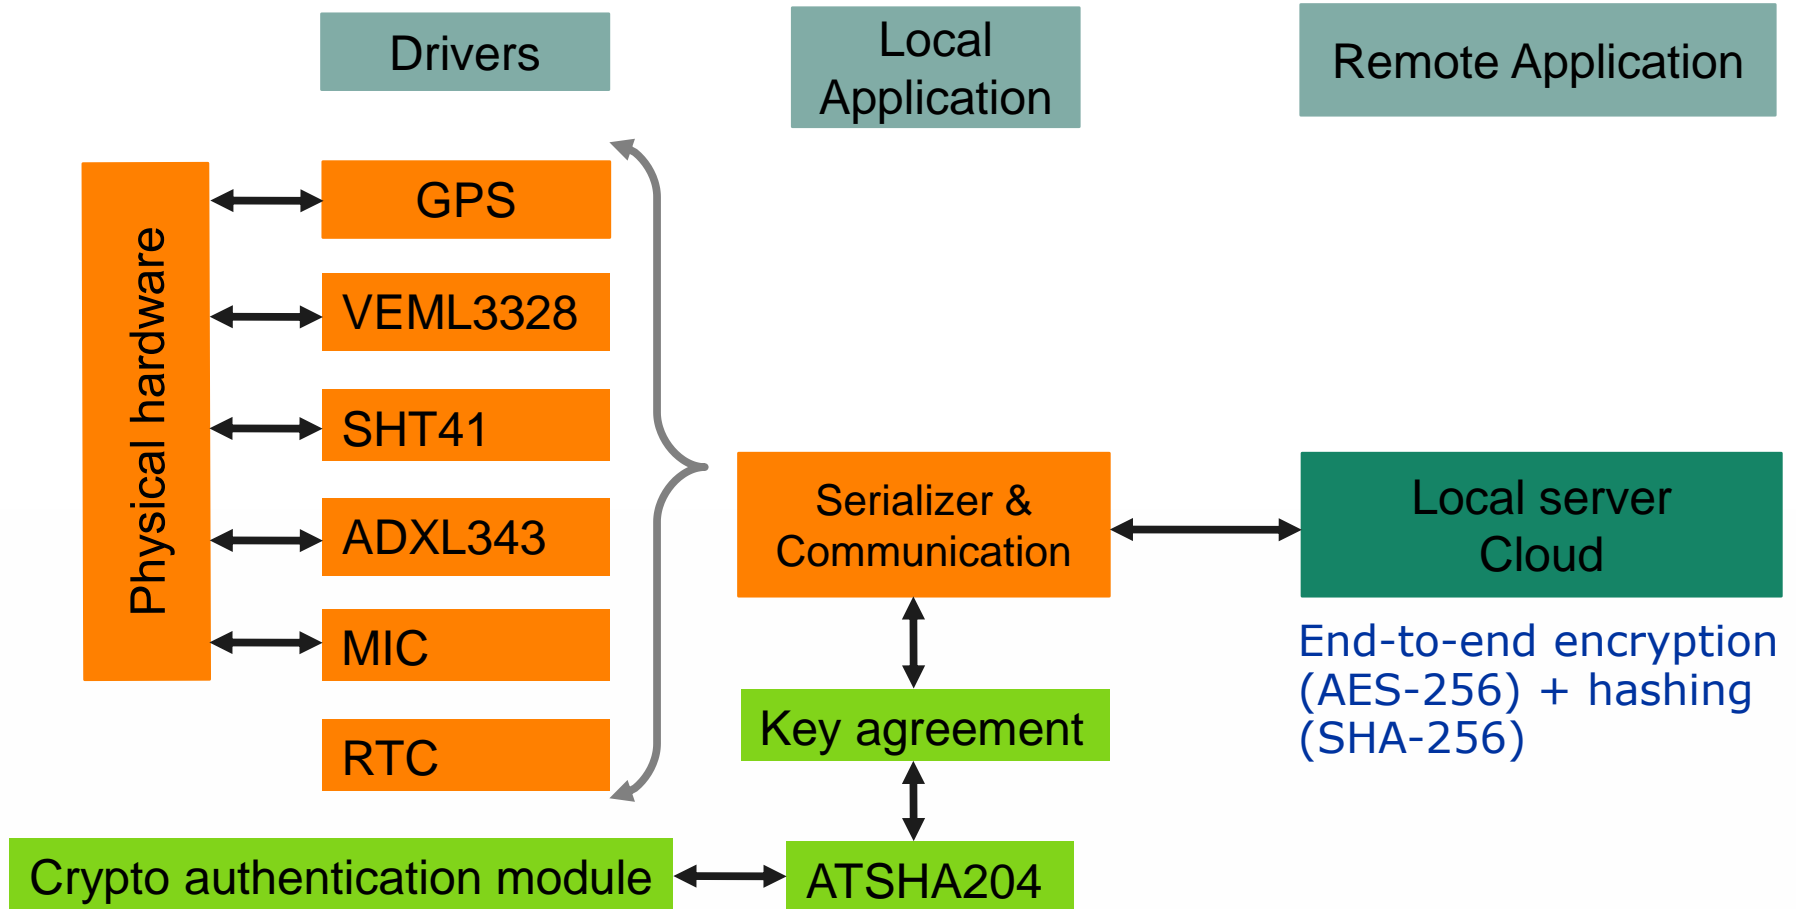 Drivers
Local
Application
Remote Application
Physical hardware
GPS
VEML3328
SHT41
ADXL343
MIC
RTC
Serializer &
Communication
Local server
Cloud
End-to-end encryption
(AES-256) + hashing
(SHA-256)
Key agreement
Crypto authentication module
ATSHA204